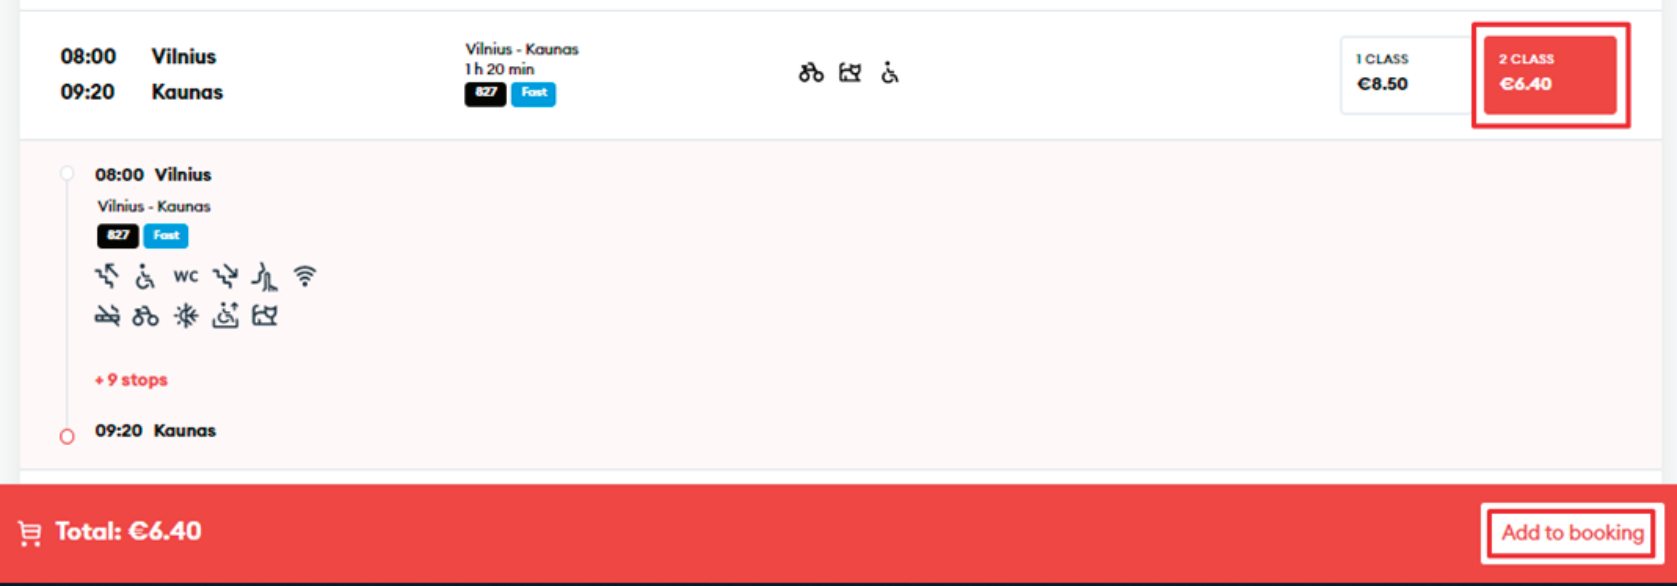 08:00 Vilnius
09:20 Kaunas
Vilnius - Kaunas
1 h 20 min
827 Fast
1 CLASS
€8.50
2 CLASS
€6.40
08:00 Vilnius
Vilnius - Kaunas
827 Fast
WC
+ 9 stops
09:20 Kaunas
Total: €6.40
Add to booking